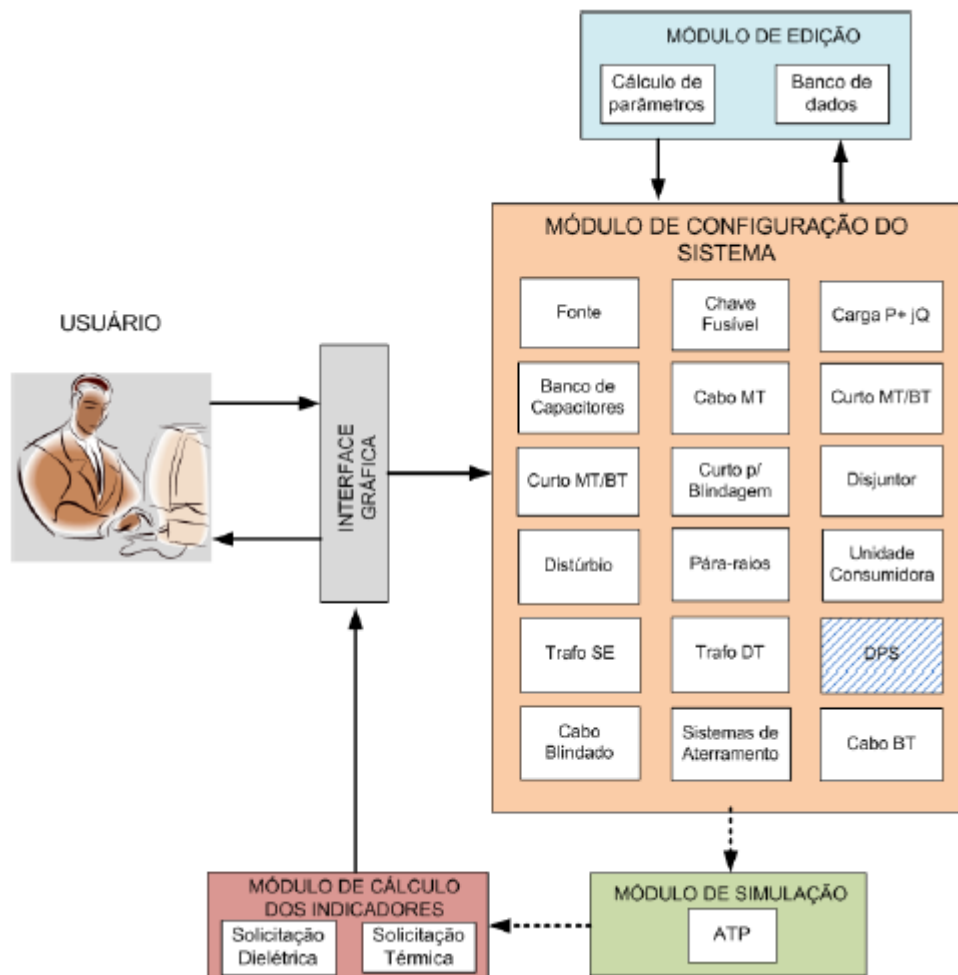 MÓDULO DE EDIÇÃO
Cálculo de
parâmetros
Banco de
dados
MÓDULO DE CONFIGURAÇÃO DO
SISTEMA
Fonte
Chave
Fusível
Carga P+ jQ
Banco de
Capacitores
Cabo MT
Curto MT/BT
Curto MT/BT
Curto p/
Blindagem
Disjuntor
Distúrbio
Pára-raios
Unidade
Consumidora
Trafo SE
Trafo DT
DPS
Cabo
Blindado
Sistemas de
Aterramento
Cabo BT
USUÁRIO
INTERFACE
GRÁFICA
MÓDULO DE CÁLCULO
DOS INDICADORES
Solicitação
Dielétrica
Solicitação
Térmica
MÓDULO DE SIMULAÇÃO
ATP